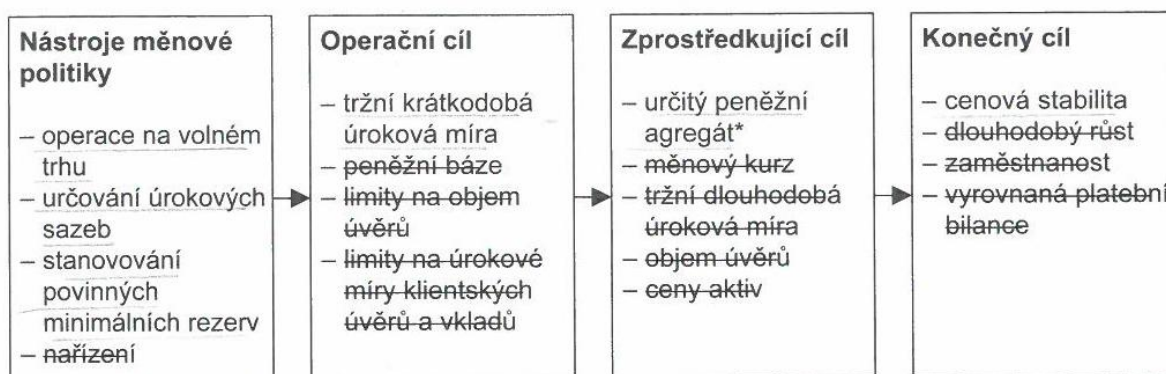 Nástroje měnové
politiky
– operace na volném
trhu
– určování úrokových
sazeb
– stanovování
povinných
minimálních rezerv
– nařízení
Operační cíl
– tržní krátkodobá
úroková míra
– peněžní báze
– limity na objem
úvěrů
– limity na úrokové
míry klientských
úvěrů a vkladů
Zprostředkující cíl
– určitý peněžní
agregát*
– měnový kurz
– tržní dlouhodobá
úroková míra
– objem úvěrů
– ceny aktiv
Konečný cíl
– cenová stabilita
– dlouhodobý růst
– zaměstnanost
– vyrovnaná platební
bilance